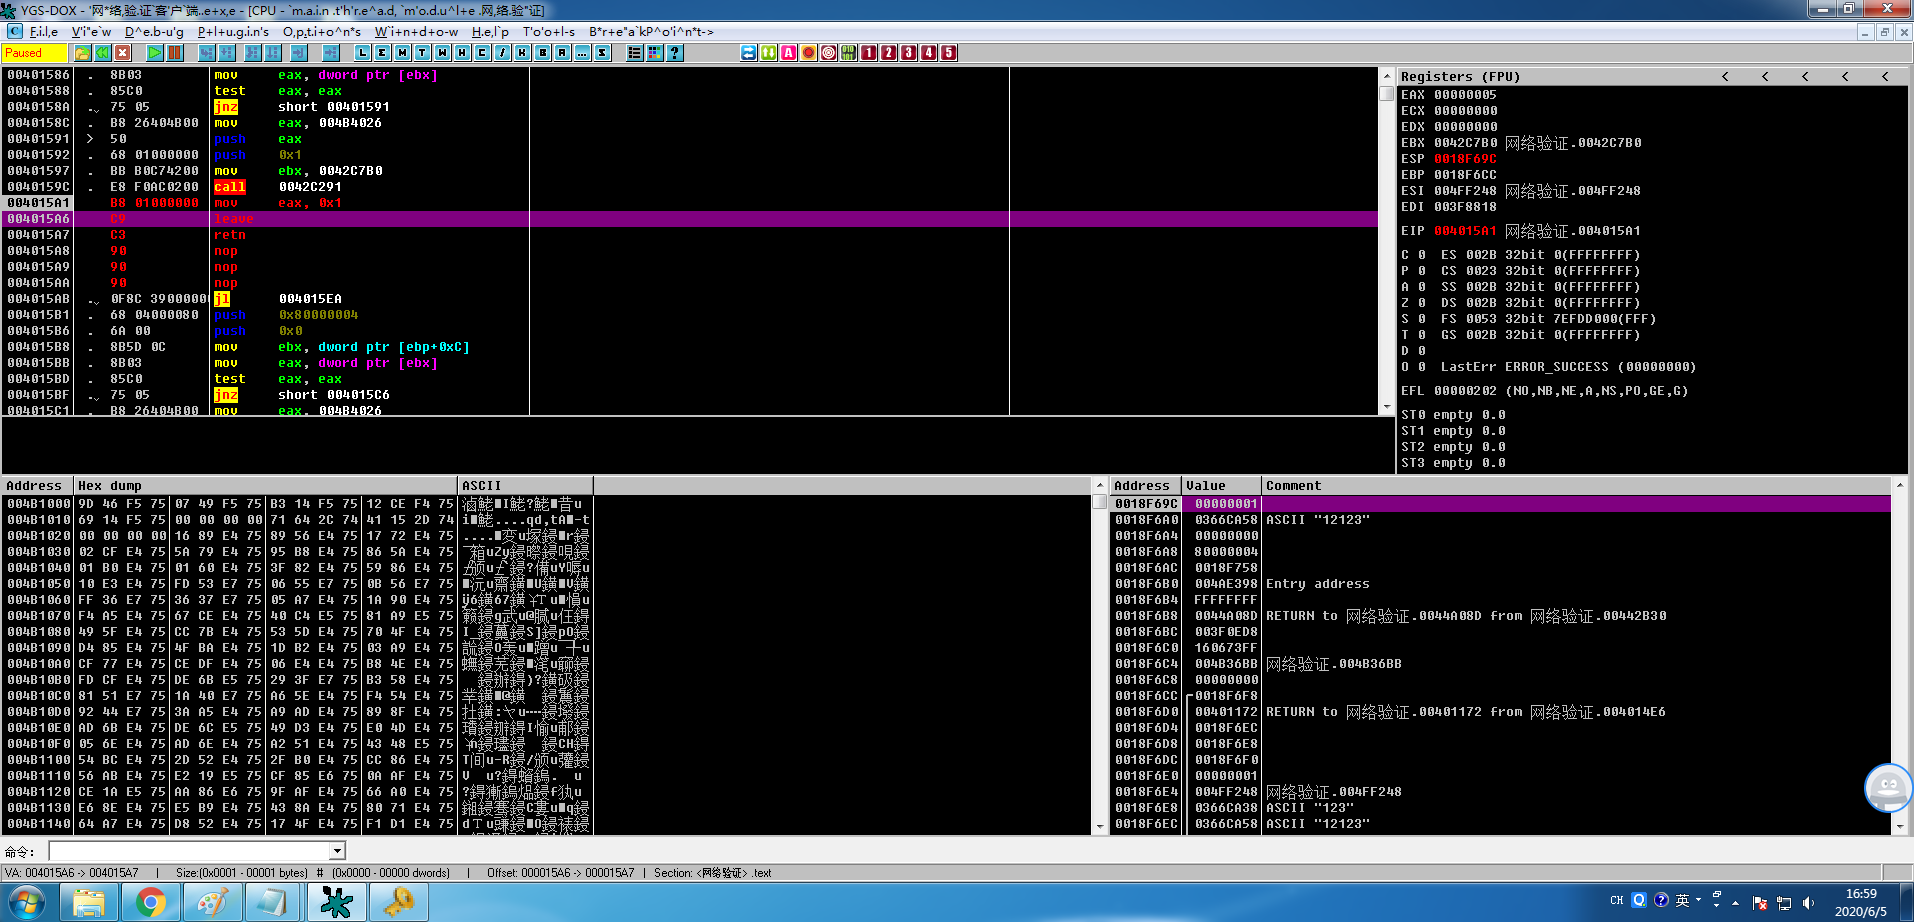 YGS-DOX - "网*络,验.证`客'户`端..e+x,e - [CPU - `m.a.i.n .t'h'r.e^a.d, `m'o.d.u^l+e .网,络.验"证]
F.i.l,e V'i"e`w D^e.b-u'g P+l+u.g.i.n's O,p,t.i+o^n*s W`i+n+d+o-w H.e,l`p T'o'o+l-s B*r+e"a`kP^o'i^n*t->
Paused
L E M T W H C / K B R ... S ? A 1 2 3 4 5
00401586 . 8B03 mov eax, dword ptr [ebx]
00401588 . 85C0 test eax, eax
0040158A . 75 05 jnz short 00401591
0040158C . B8 26404B00 mov eax, 004B4026
00401591 > 50 push eax
00401592 . 68 01000000 push 0x1
00401597 . BB B0C74200 mov ebx, 0042C7B0
0040159C . E8 F0AC0200 call 0042C291
004015A1 B8 01000000 mov eax, 0x1
004015A6 C9 leave
004015A7 C3 retn
004015A8 90 nop
004015A9 90 nop
004015AA 90 nop
004015AB . 0F8C 3900000 jl 004015EA
004015B1 . 68 04000080 push 0x80000004
004015B6 . 6A 00 push 0x0
004015B8 . 8B5D 0C mov ebx, dword ptr [ebp+0xC]
004015BB . 8B03 mov eax, dword ptr [ebx]
004015BD . 85C0 test eax, eax
004015BF . 75 05 jnz short 004015C6
004015C1 . B8 26404B00 mov eax, 004B4026
Registers (FPU) < < < < <
EAX 00000005
ECX 00000000
EDX 00000000
EBX 0042C7B0 网络验证.0042C7B0
ESP 0018F69C
EBP 0018F6CC
ESI 004FF248 网络验证.004FF248
EDI 003F8818
EIP 004015A1 网络验证.004015A1
C 0 ES 002B 32bit 0(FFFFFFFF)
P 0 CS 0023 32bit 0(FFFFFFFF)
A 0 SS 002B 32bit 0(FFFFFFFF)
Z 0 DS 002B 32bit 0(FFFFFFFF)
S 0 FS 0053 32bit 7EFDD000(FFF)
T 0 GS 002B 32bit 0(FFFFFFFF)
D 0
O 0 LastErr ERROR_SUCCESS (00000000)
EFL 00000202 (NO,NB,NE,A,NS,PO,GE,G)
ST0 empty 0.0
ST1 empty 0.0
ST2 empty 0.0
ST3 empty 0.0
Address Hex dump ASCII
004B1000 9D 46 F5 75 07 49 F5 75 B3 14 F5 75 12 CE F4 75
004B1010 69 14 F5 75 00 00 00 00 71 64 2C 74 41 15 2D 74
004B1020 00 00 00 00 16 89 E4 75 89 56 E4 75 17 72 E4 75
004B1030 02 CF E4 75 5A 79 E4 75 95 B8 E4 75 86 5A E4 75
004B1040 01 B0 E4 75 01 60 E4 75 3F 82 E4 75 59 86 E4 75
004B1050 10 E3 E4 75 FD 53 E7 75 06 55 E7 75 0B 56 E7 75
004B1060 FF 36 E7 75 36 37 E7 75 05 A7 E4 75 1A 90 E4 75
004B1070 F4 A5 E4 75 67 CE E4 75 40 C4 E5 75 81 A9 E5 75
004B1080 49 5F E4 75 CC 7B E4 75 53 5D E4 75 70 4F E4 75
004B1090 D4 85 E4 75 4F BA E4 75 1D B2 E4 75 03 A9 E4 75
004B10A0 CF 77 E4 75 CE DF E4 75 06 E4 E4 75 B8 4E E4 75
004B10B0 FD CF E4 75 DE 6B E5 75 29 3F E7 75 B3 58 E4 75
004B10C0 81 51 E7 75 1A 40 E7 75 A6 5E E4 75 F4 54 E4 75
004B10D0 92 44 E7 75 3A A5 E4 75 A9 AD E4 75 89 8F E4 75
004B10E0 AD 6B E4 75 DE 6C E5 75 49 D3 E4 75 E0 4D E4 75
004B10F0 05 6E E4 75 AD 6E E4 75 A2 51 E4 75 43 48 E5 75
004B1100 54 BC E4 75 2D 52 E4 75 2F B0 E4 75 CC 86 E4 75
004B1110 56 AB E4 75 E2 19 E5 75 CF 85 E6 75 0A AF E4 75
004B1120 CE 1A E5 75 AA 86 E6 75 9F AF E4 75 66 A0 E4 75
004B1130 E6 8E E4 75 E5 B9 E4 75 43 8A E4 75 80 71 E4 75
004B1140 64 A7 E4 75 D8 52 E4 75 17 4F E4 75 F1 D1 E4 75
Address Value Comment
0018F69C 00000001
0018F6A0 0366CA58 ASCII "12123"
0018F6A4 00000000
0018F6A8 80000004
0018F6AC 0018F758
0018F6B0 004AE398 Entry address
0018F6B4 FFFFFFFF
0018F6B8 0044A08D RETURN to 网络验证.0044A08D from 网络验证.00442B30
0018F6BC 003F0ED8
0018F6C0 160673FF
0018F6C4 004B36BB 网络验证.004B36BB
0018F6C8 00000000
0018F6CC 0018F6F8
0018F6D0 00401172 RETURN to 网络验证.00401172 from 网络验证.004014E6
0018F6D4 0018F6EC
0018F6D8 0018F6E8
0018F6DC 0018F6F0
0018F6E0 00000001
0018F6E4 004FF248 网络验证.004FF248
0018F6E8 0366CA38 ASCII "123"
0018F6EC 0366CA58 ASCII "12123"
命令：
VA: 004015A6 -> 004015A7 | Size:(0x0001 - 00001 bytes) # (0x0000 - 00000 dwords) | Offset: 000015A6 -> 000015A7 | Section: <网络验证> .text
CH 英
16:59
2020/6/5